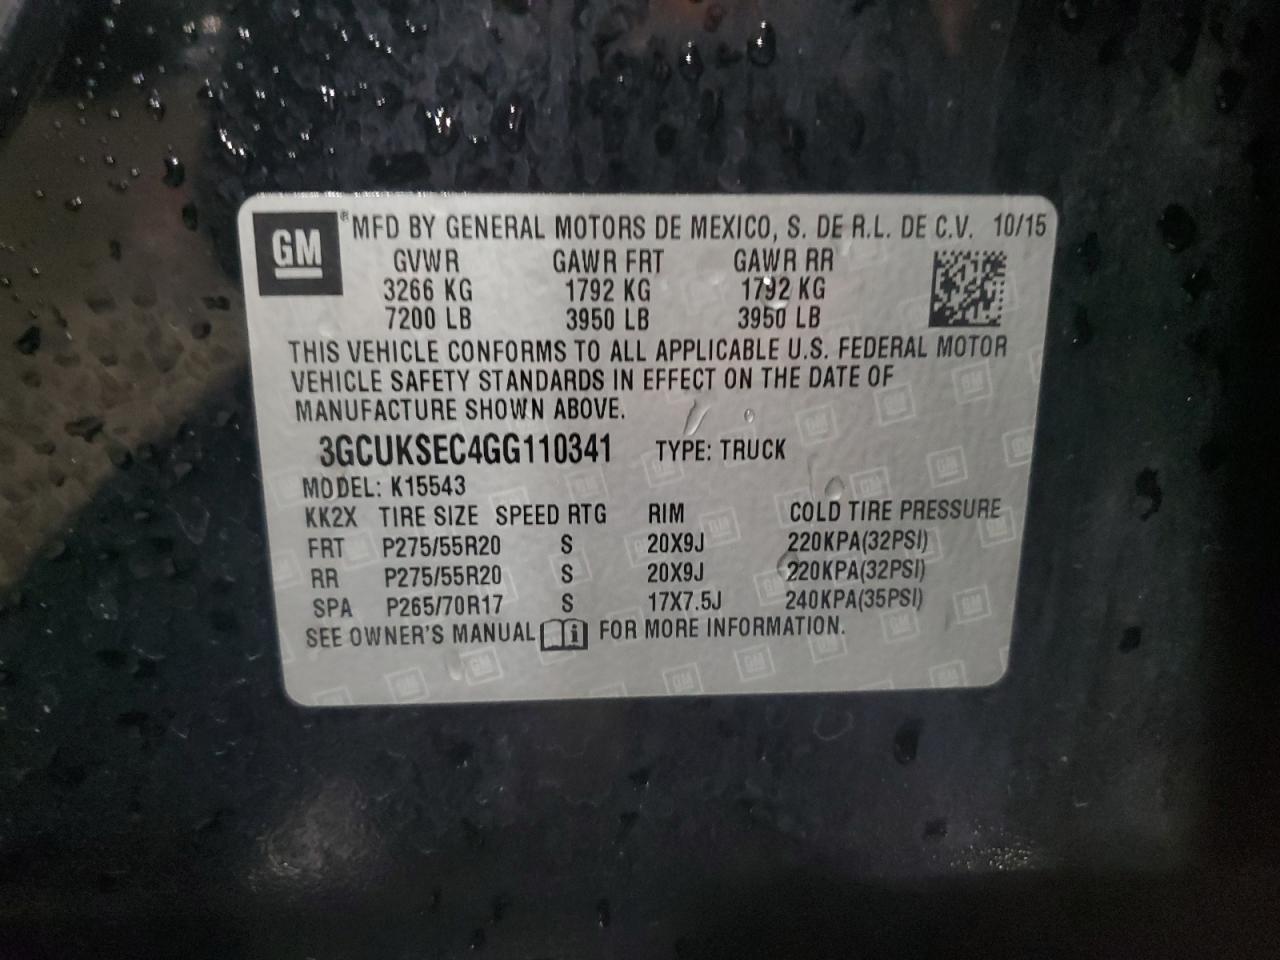 GM ® MFD BY GENERAL MOTORS DE MEXICO, S. DE R.L. DE C.V. 10/15
GVWR GAWR FRT GAWR RR
3266 KG 1792 KG 1792 KG
7200 LB 3950 LB 3950 LB
THIS VEHICLE CONFORMS TO ALL APPLICABLE U.S. FEDERAL MOTOR
VEHICLE SAFETY STANDARDS IN EFFECT ON THE DATE OF
MANUFACTURE SHOWN ABOVE.
3GCUKSEC4GG110341 TYPE: TRUCK
MODEL: K15543
KK2X TIRE SIZE SPEED RTG RIM COLD TIRE PRESSURE
FRT P275/55R20 S 20X9J 220KPA(32PSI)
RR P275/55R20 S 20X9J 220KPA(32PSI)
SPA P265/70R17 S 17X7.5J 240KPA(35PSI)
SEE OWNER'S MANUAL FOR MORE INFORMATION.